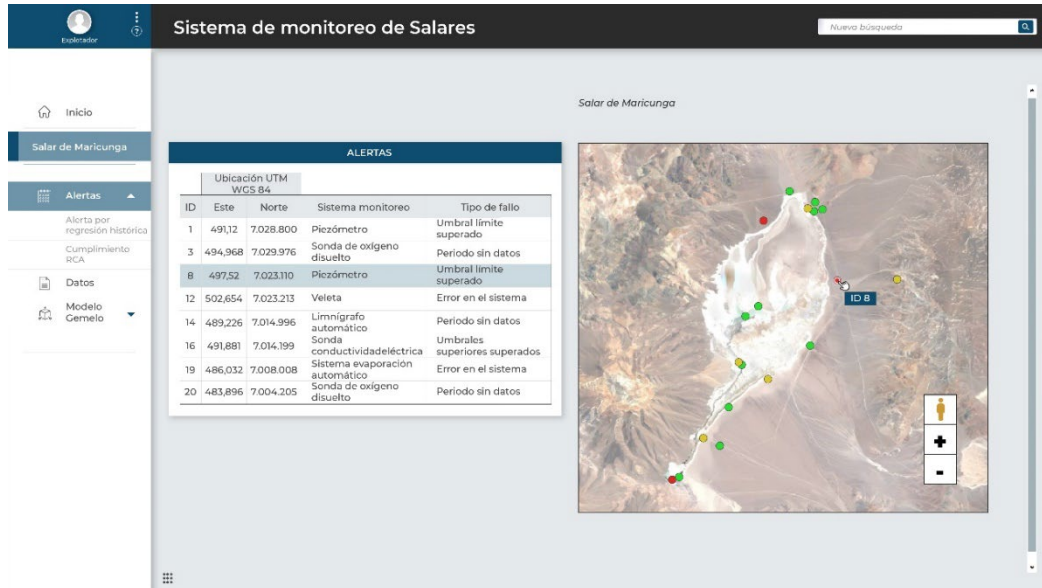 Explotador
Sistema de monitoreo de Salares
Nueva búsqueda
Inicio
Salar de Maricunga
Alertas
Alerta por
regresión histórica
Cumplimiento
RCA
Datos
Modelo
Gemelo
Salar de Maricunga
ALERTAS
Ubicación UTM
WGS 84
ID Este Norte Sistema monitoreo Tipo de fallo
1 491,12 7.028.800 Piezómetro Umbral límite
superado
3 494,968 7.029.976 Sonda de oxígeno
disuelto Periodo sin datos
8 497,52 7.023.110 Piezómetro Umbral límite
superado
12 502,654 7.023.213 Veleta Error en el sistema
14 489,226 7.014.996 Limnígrafo
automático Periodo sin datos
16 491,881 7.014.199 Sonda
conductividadeléctrica Umbrales
superiores superados
19 486,032 7.008.008 Sistema evaporación
automático Error en el sistema
20 483,896 7.004.205 Sonda de oxígeno
disuelto Periodo sin datos
ID 8
+
-